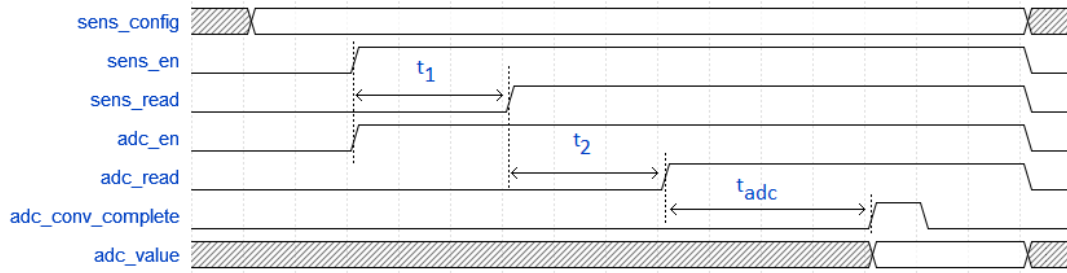 sens_config
sens_en
t1
sens_read
adc_en
t2
adc_read
tadc
adc_conv_complete
adc_value